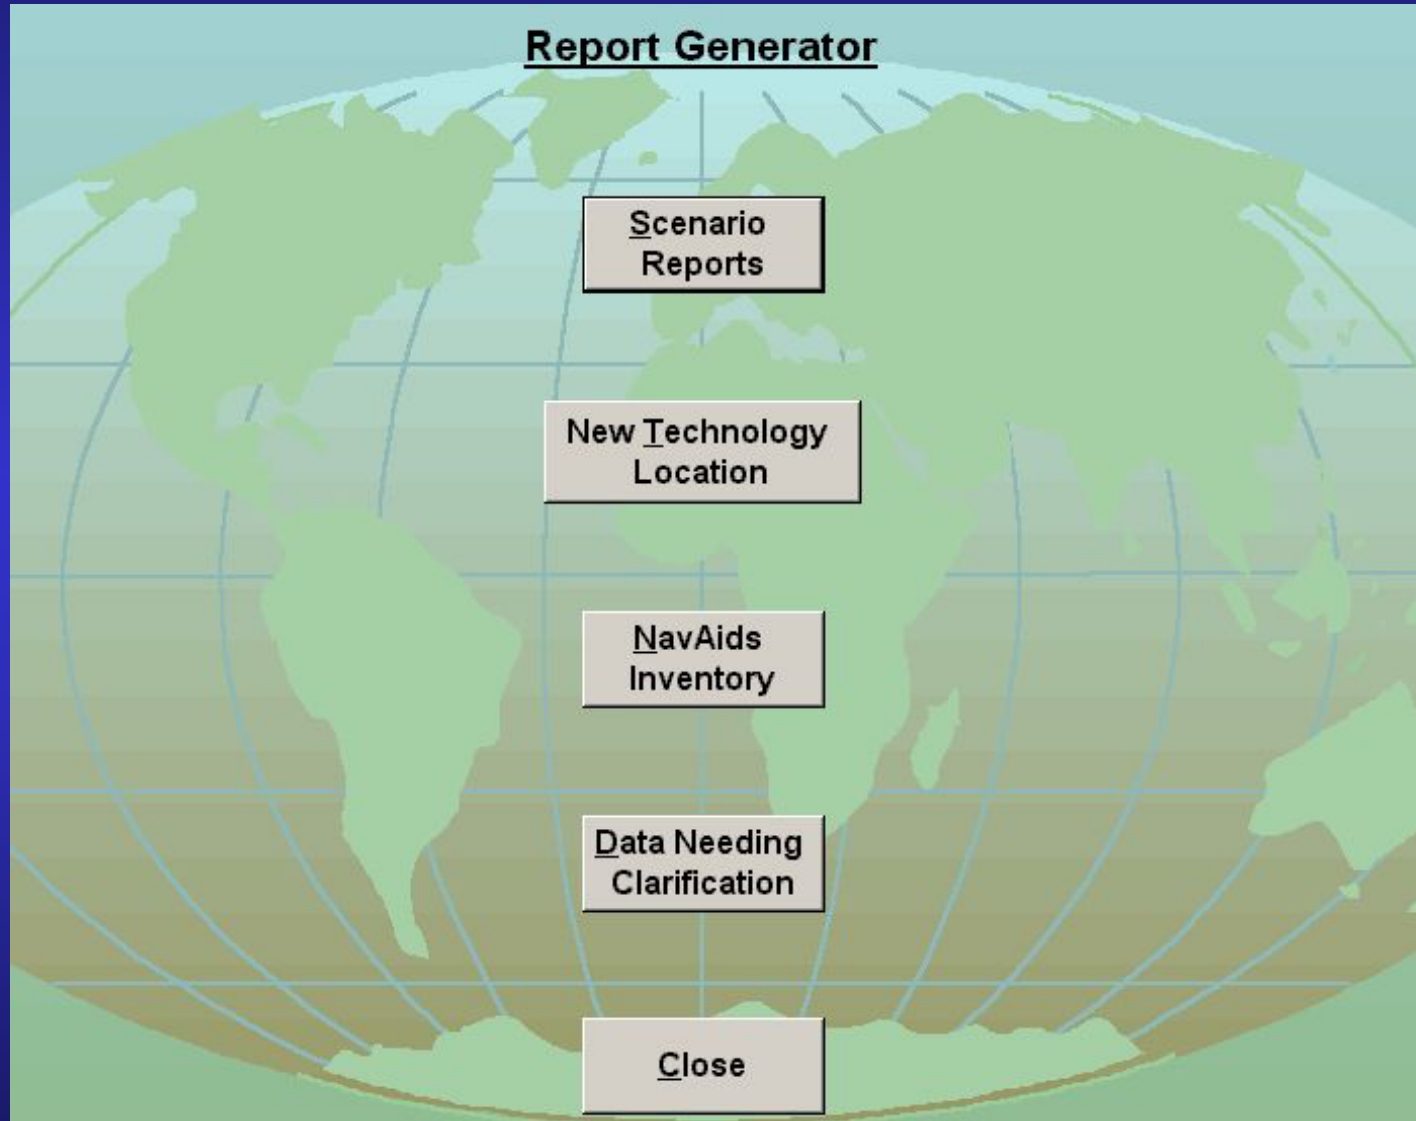 Report Generator
Scenario
Reports
New Technology
Location
NavAids
Inventory
Data Needing
Clarification
Close